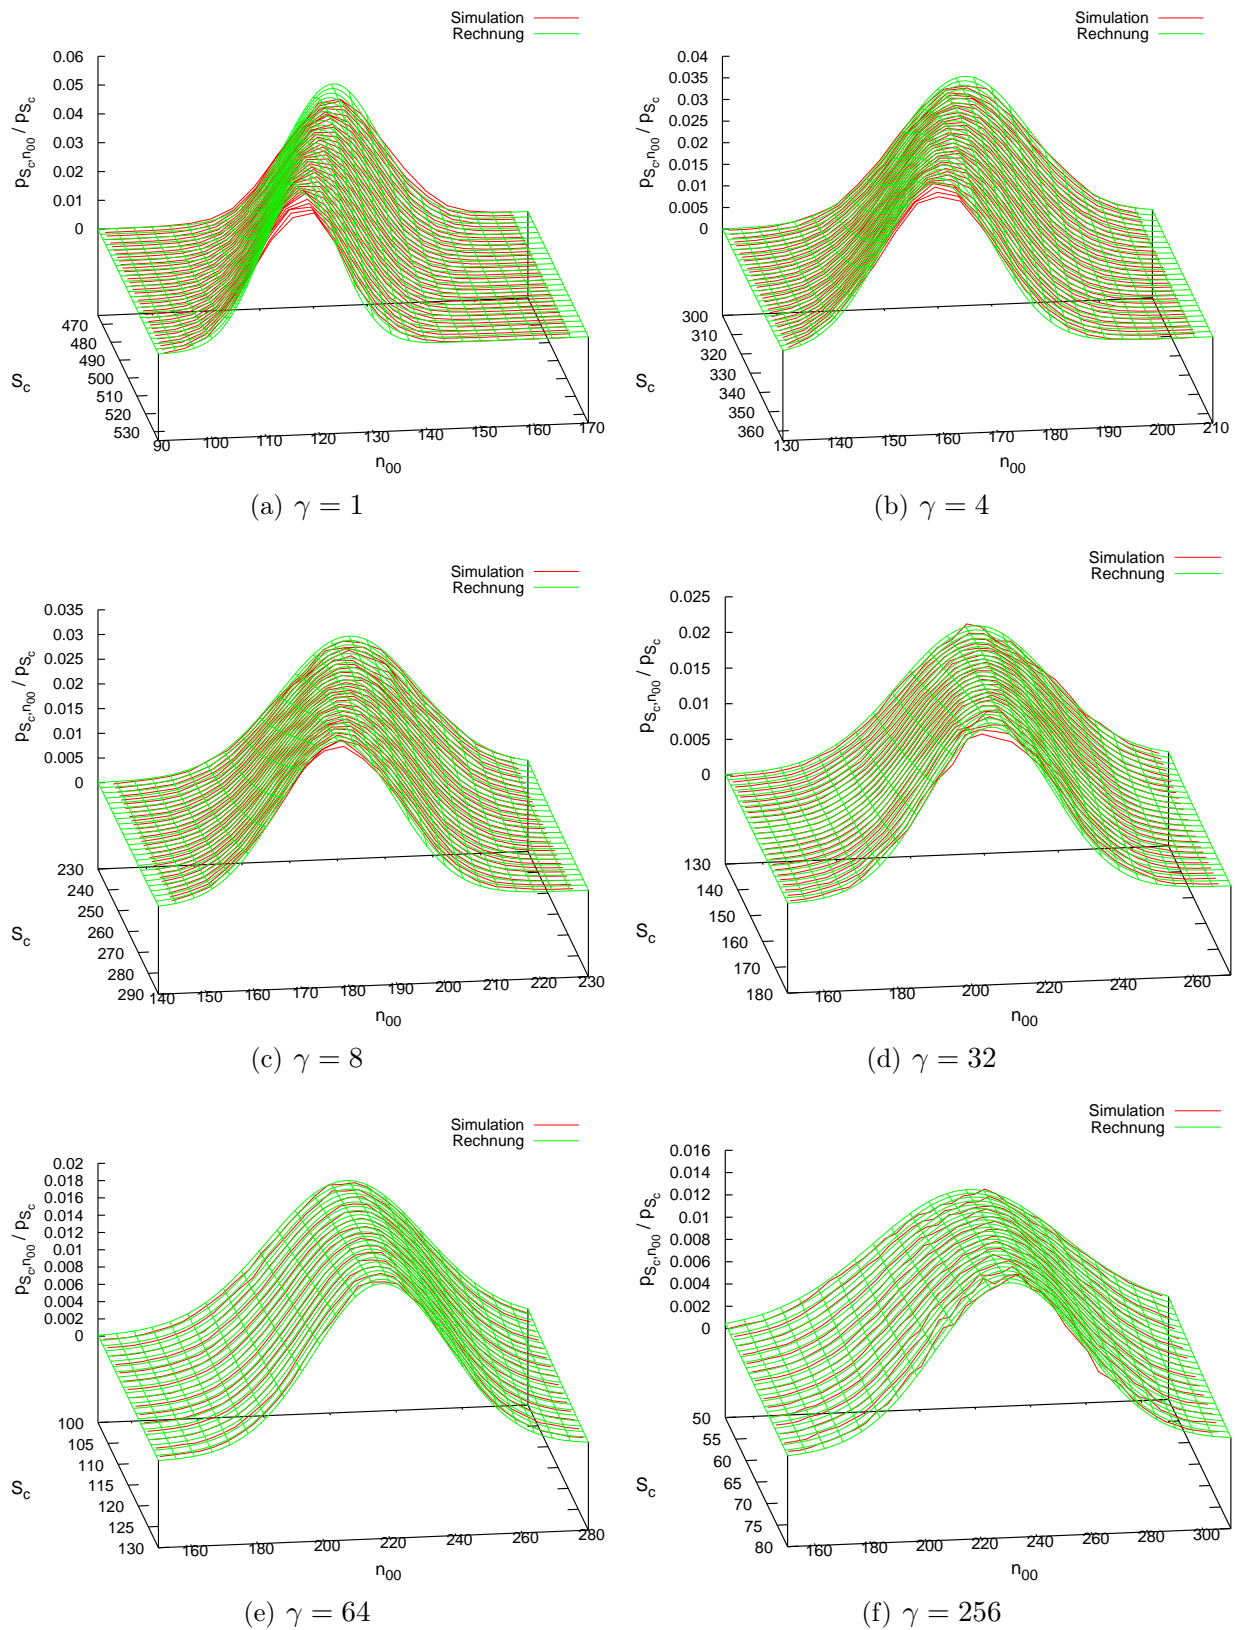 Simulation
Rechnung
0.06
0.05
0.04
0.03
0.02
0.01
0
p_{S_c,n_{00}} / p_{S_c}
470
480
490
500
510
520
530
S_c
90 100 110 120 130 140 150 160 170
n_{00}
(a) γ = 1
Simulation
Rechnung
0.04
0.035
0.03
0.025
0.02
0.015
0.01
0.005
0
p_{S_c,n_{00}} / p_{S_c}
300
310
320
330
340
350
360
S_c
130 140 150 160 170 180 190 200 210
n_{00}
(b) γ = 4
Simulation
Rechnung
0.035
0.03
0.025
0.02
0.015
0.01
0.005
0
p_{S_c,n_{00}} / p_{S_c}
230
240
250
260
270
280
290
S_c
140 150 160 170 180 190 200 210 220 230
n_{00}
(c) γ = 8
Simulation
Rechnung
0.025
0.02
0.015
0.01
0.005
0
p_{S_c,n_{00}} / p_{S_c}
130
140
150
160
170
180
S_c
160 180 200 220 240 260
n_{00}
(d) γ = 32
Simulation
Rechnung
0.02
0.018
0.016
0.014
0.012
0.01
0.008
0.006
0.004
0.002
0
p_{S_c,n_{00}} / p_{S_c}
100
105
110
115
120
125
130
S_c
160 180 200 220 240 260 280
n_{00}
(e) γ = 64
Simulation
Rechnung
0.016
0.014
0.012
0.01
0.008
0.006
0.004
0.002
0
p_{S_c,n_{00}} / p_{S_c}
50
55
60
65
70
75
80
S_c
160 180 200 220 240 260 280 300
n_{00}
(f) γ = 256